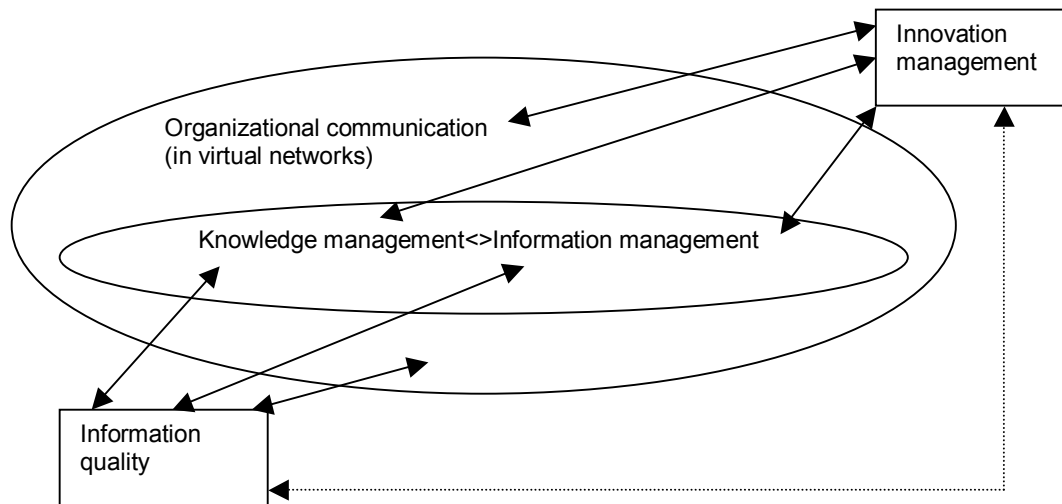 Innovation
management
Organizational communication
(in virtual networks)
Knowledge management<>Information management
Information
quality